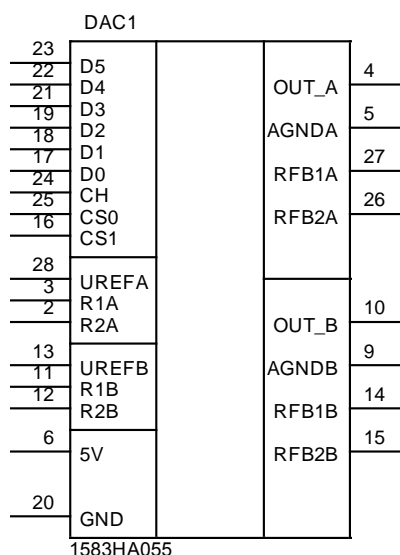 DAC1
23 D5
22 D4 OUT_A 4
21 D3
19 D2 AGNDA 5
18 D1
17 D0 RFB1A 27
24 CH
25 CS0 RFB2A 26
16 CS1
28 UREFA
3 R1A
2 R2A OUT_B 10
13 UREFB AGNDB 9
11 R1B
12 R2B RFB1B 14
6 5V RFB2B 15
20 GND
1583HA055